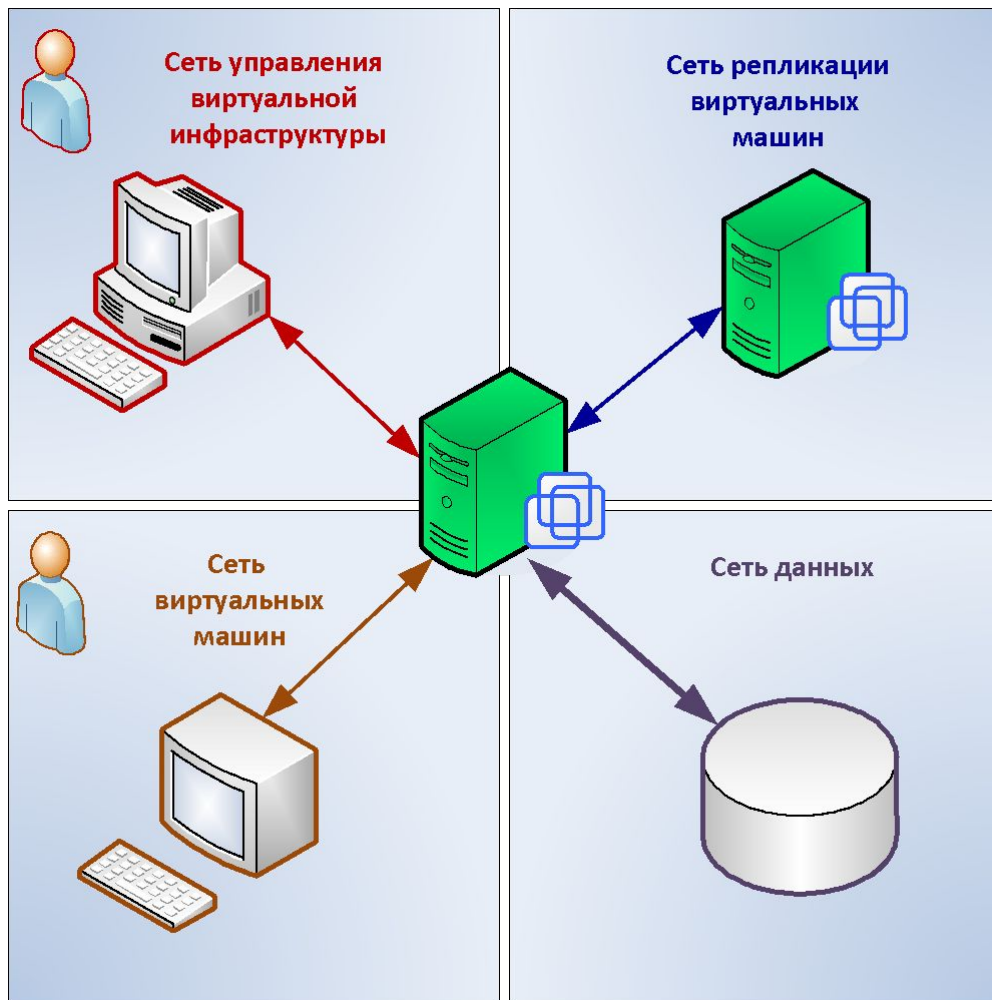 Сеть управления
виртуальной
инфраструктуры
Сеть репликации
виртуальных
машин
Сеть
виртуальных
машин
Сеть данных